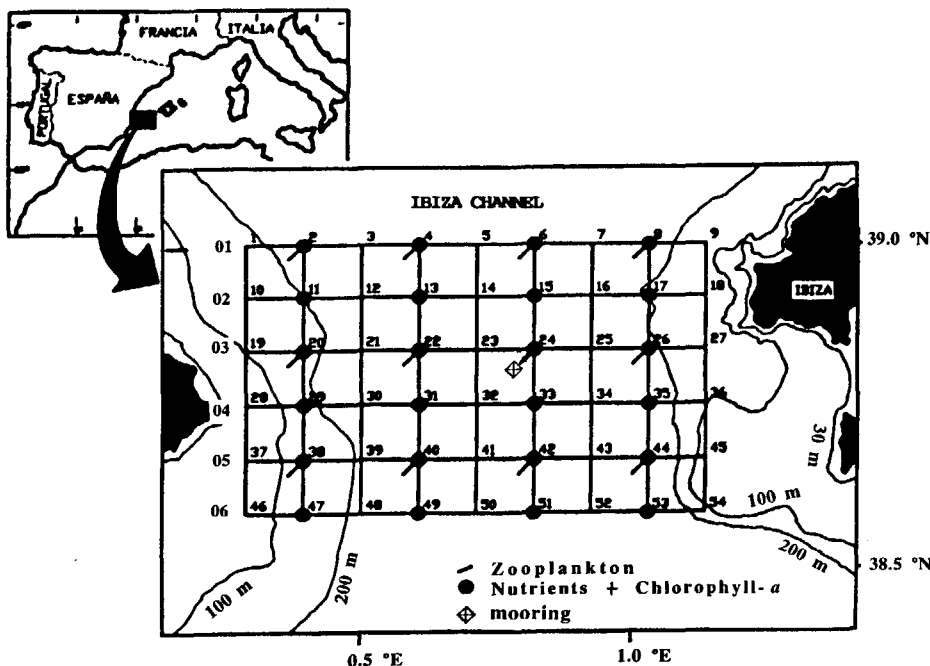 FRANCIA
ITALIA
PORTUGAL
ESPAÑA
IBIZA CHANNEL
01 1 2 3 4 5 6 7 8 9 39.0 °N
02 10 11 12 13 14 15 16 17 18 IBIZA
03 19 20 21 22 23 24 25 26 27
04 28 29 30 31 32 33 34 35 36
30 m
05 37 38 39 40 41 42 43 44 45
06 46 47 48 49 50 51 52 53 54
100 m
200 m
100 m
200 m
38.5 °N
Zooplankton
Nutrients + Chlorophyll-a
mooring
0.5 °E 1.0 °E